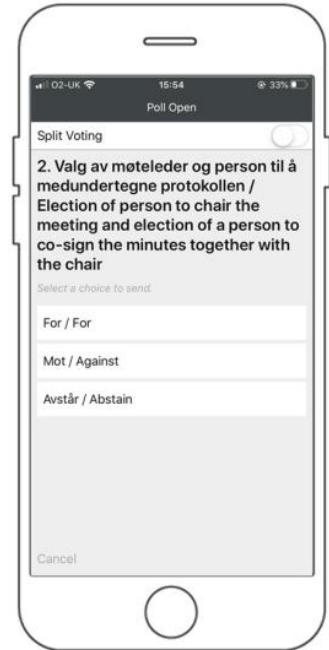 O2-UK 15:54 33%
Poll Open
Split Voting
2. Valg av møteleder og person til å
medundertegne protokollen /
Election of person to chair the
meeting and election of a person to
co-sign the minutes together with
the chair
Select a choice to send.
For / For
Mot / Against
Avstår / Abstain
Cancel